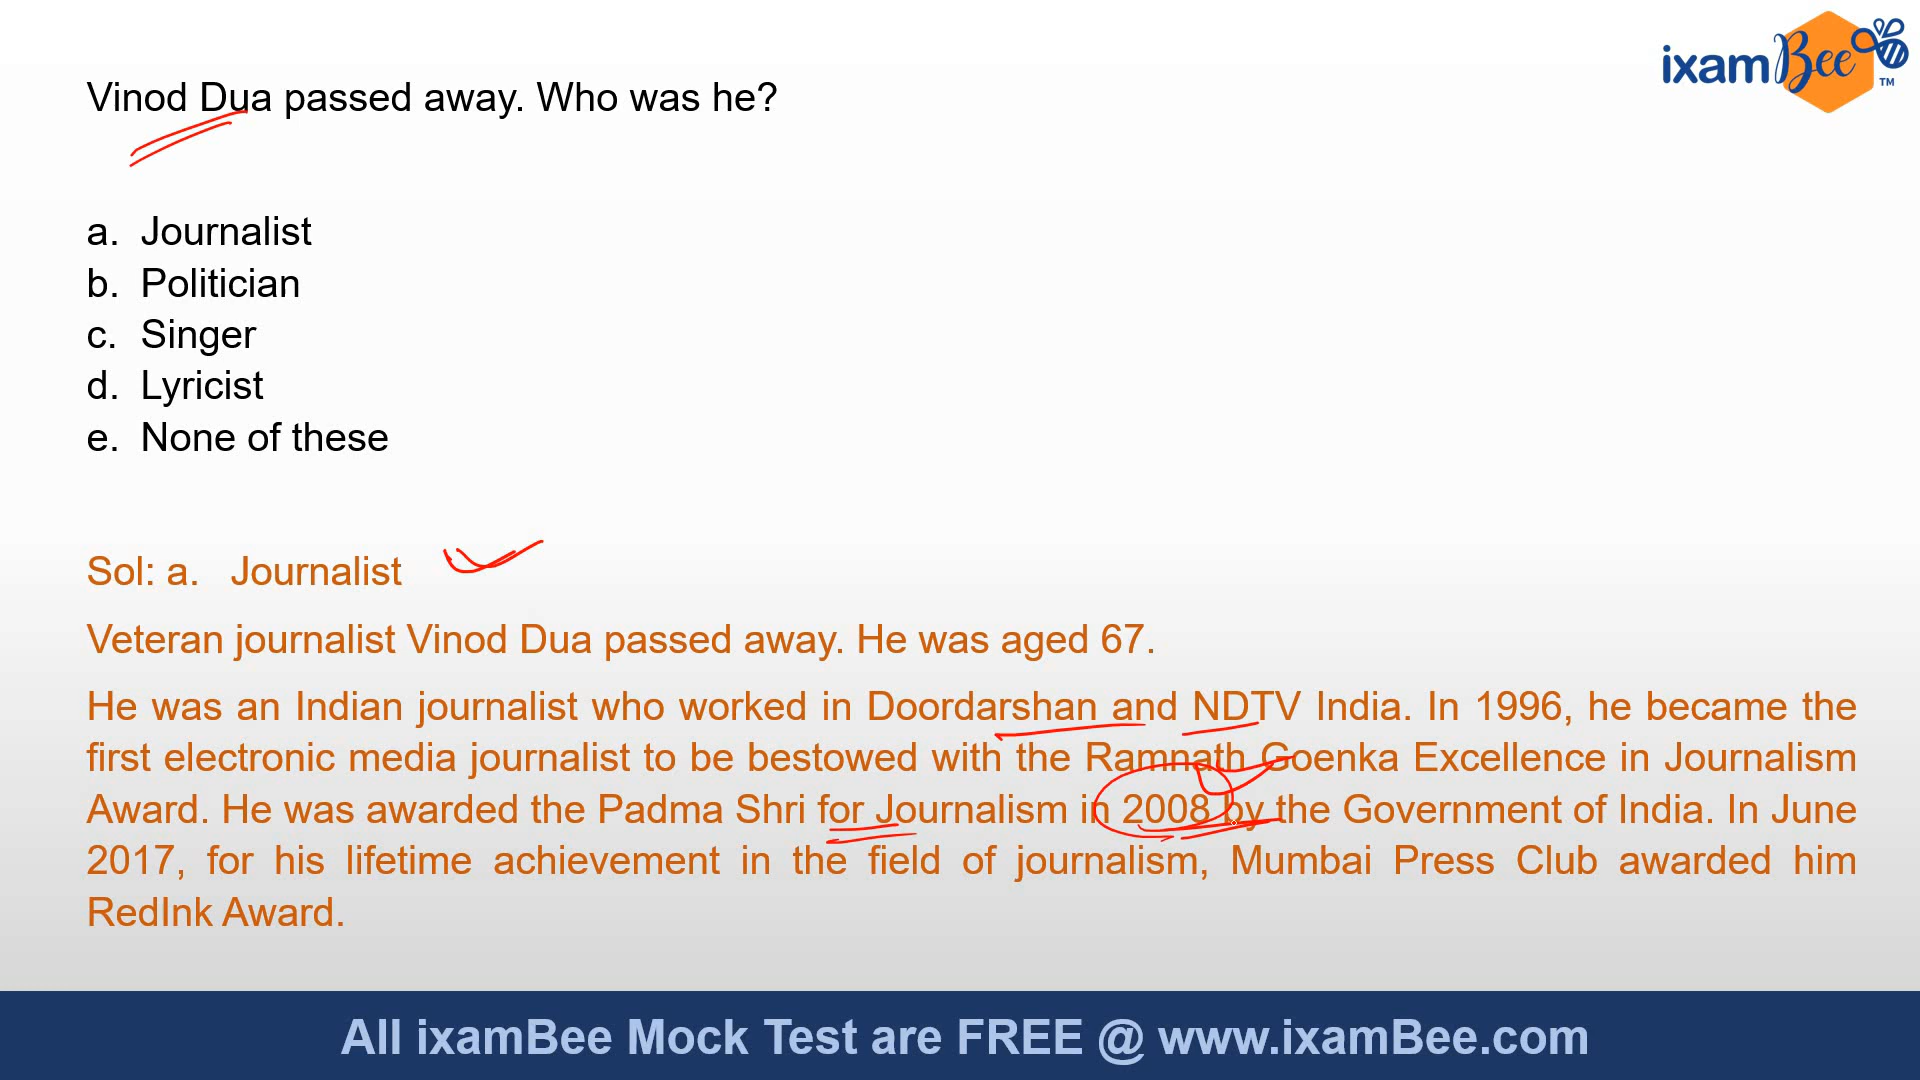 ixamBee TM
Vinod Dua passed away. Who was he?
a. Journalist
b. Politician
c. Singer
d. Lyricist
e. None of these
Sol: a. Journalist
Veteran journalist Vinod Dua passed away. He was aged 67.
He was an Indian journalist who worked in Doordarshan and NDTV India. In 1996, he became the
first electronic media journalist to be bestowed with the Ramnath Goenka Excellence in Journalism
Award. He was awarded the Padma Shri for Journalism in 2008 by the Government of India. In June
2017, for his lifetime achievement in the field of journalism, Mumbai Press Club awarded him
RedInk Award.
All ixamBee Mock Test are FREE @ www.ixamBee.com